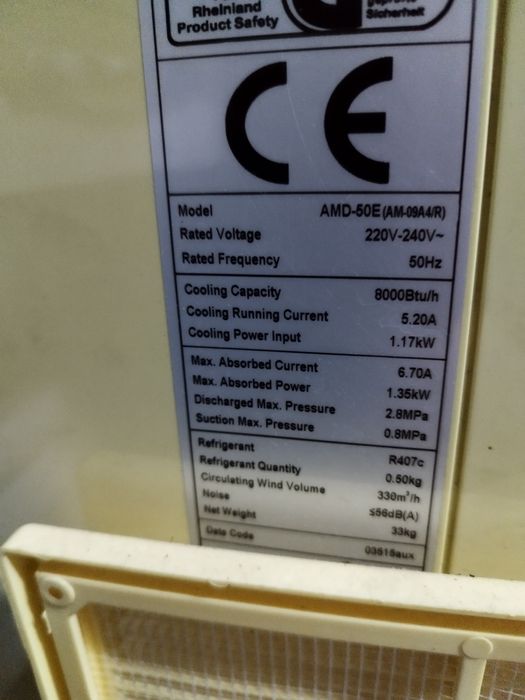 Rheinland
Product Safety
geprüfte
Sicherheit
CE
Model AMD-50E (AM-09A4/R)
Rated Voltage 220V-240V~
Rated Frequency 50Hz
Cooling Capacity 8000Btu/h
Cooling Running Current 5.20A
Cooling Power Input 1.17kW
Max. Absorbed Current 6.70A
Max. Absorbed Power 1.35kW
Discharged Max. Pressure 2.8MPa
Suction Max. Pressure 0.8MPa
Refrigerant R407c
Refrigerant Quantity 0.50kg
Circulating Wind Volume 330m³/h
Noise ≤56dB(A)
Net Weight 33kg
Date Code 03515aux